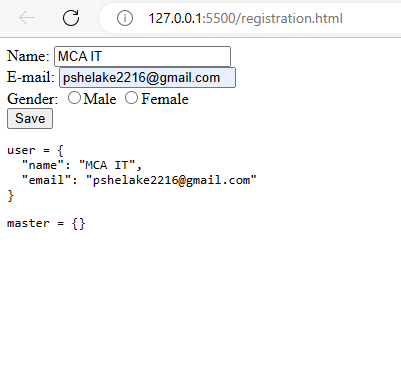 127.0.0.1:5500/registration.html
Name: MCA IT
E-mail: pshelake2216@gmail.com
Gender: Male Female
Save
user = {
  "name": "MCA IT",
  "email": "pshelake2216@gmail.com"
}
master = {}